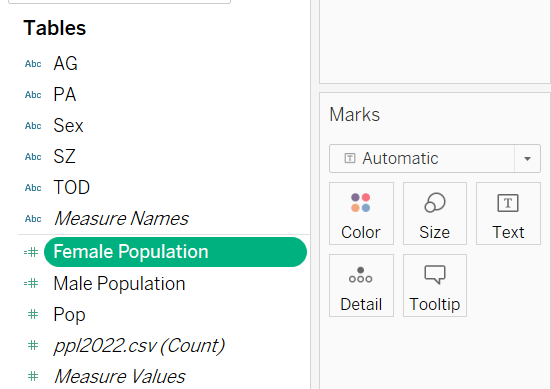 Tables
Abc AG
Abc PA
Abc Sex
Abc SZ
Abc TOD
Abc Measure Names
=# Female Population
=# Male Population
# Pop
# ppl2022.csv (Count)
# Measure Values
Marks
T Automatic
Color
Size
T
Text
Detail
Tooltip